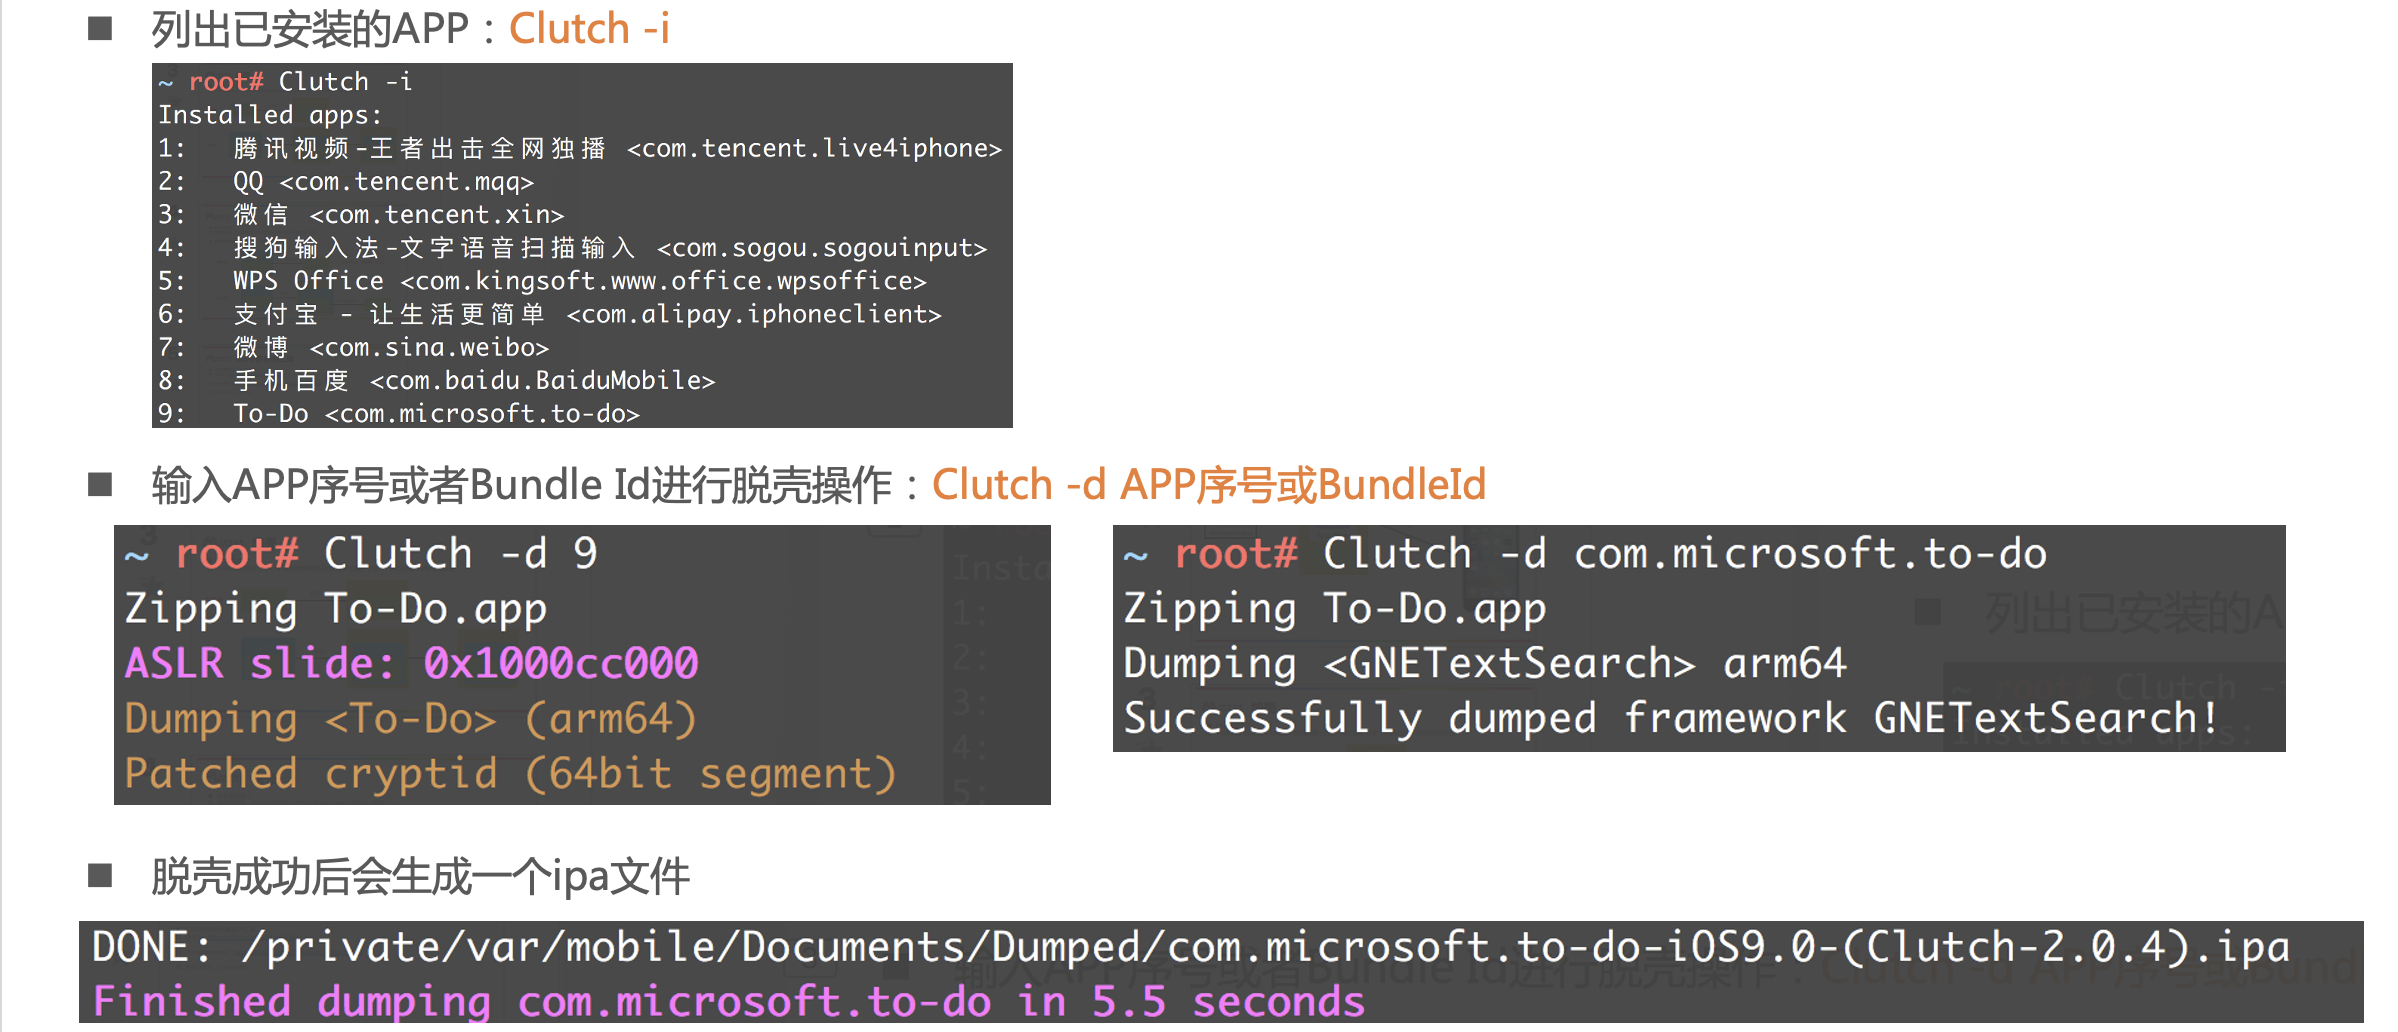 ■ 列出已安装的APP：Clutch -i
~ root# Clutch -i
Installed apps:
1: 腾讯视频-王者出击全网独播 <com.tencent.live4iphone>
2: QQ <com.tencent.mqq>
3: 微信 <com.tencent.xin>
4: 搜狗输入法-文字语音扫描输入 <com.sogou.sogouinput>
5: WPS Office <com.kingsoft.www.office.wpsoffice>
6: 支付宝 - 让生活更简单 <com.alipay.iphoneclient>
7: 微博 <com.sina.weibo>
8: 手机百度 <com.baidu.BaiduMobile>
9: To-Do <com.microsoft.to-do>
■ 输入APP序号或者Bundle Id进行脱壳操作：Clutch -d APP序号或BundleId
~ root# Clutch -d 9
Zipping To-Do.app
ASLR slide: 0x1000cc000
Dumping <To-Do> (arm64)
Patched cryptid (64bit segment)
~ root# Clutch -d com.microsoft.to-do
Zipping To-Do.app
Dumping <GNETextSearch> arm64
Successfully dumped framework GNETextSearch!
■ 脱壳成功后会生成一个ipa文件
DONE: /private/var/mobile/Documents/Dumped/com.microsoft.to-do-iOS9.0-(Clutch-2.0.4).ipa
Finished dumping com.microsoft.to-do in 5.5 seconds